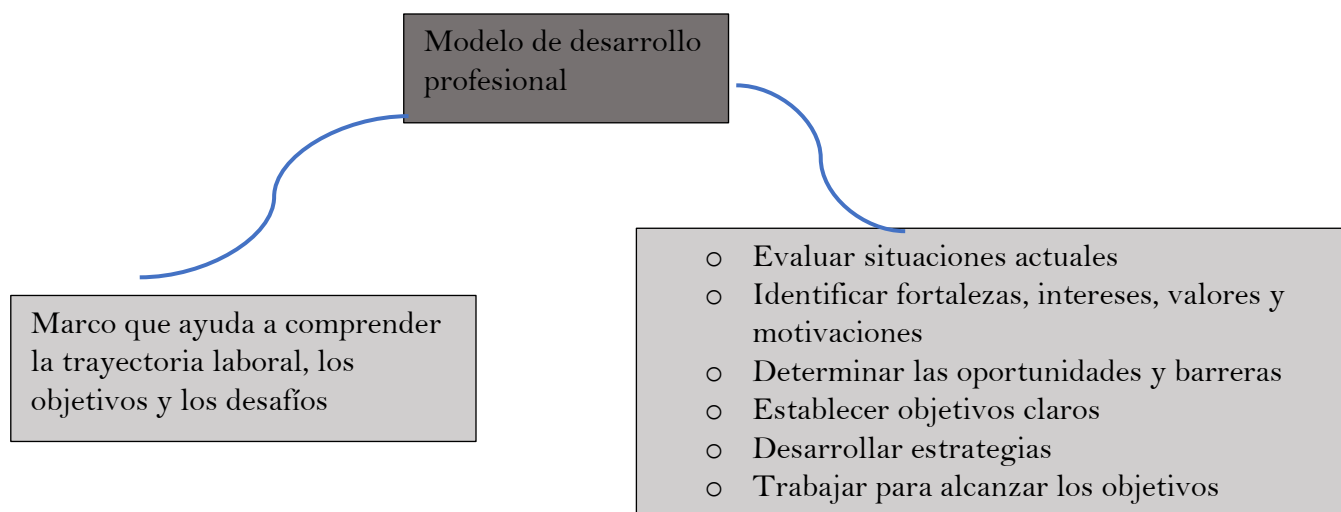 Modelo de desarrollo
profesional
Marco que ayuda a comprender
la trayectoria laboral, los
objetivos y los desafíos
o Evaluar situaciones actuales
o Identificar fortalezas, intereses, valores y
motivaciones
o Determinar las oportunidades y barreras
o Establecer objetivos claros
o Desarrollar estrategias
o Trabajar para alcanzar los objetivos